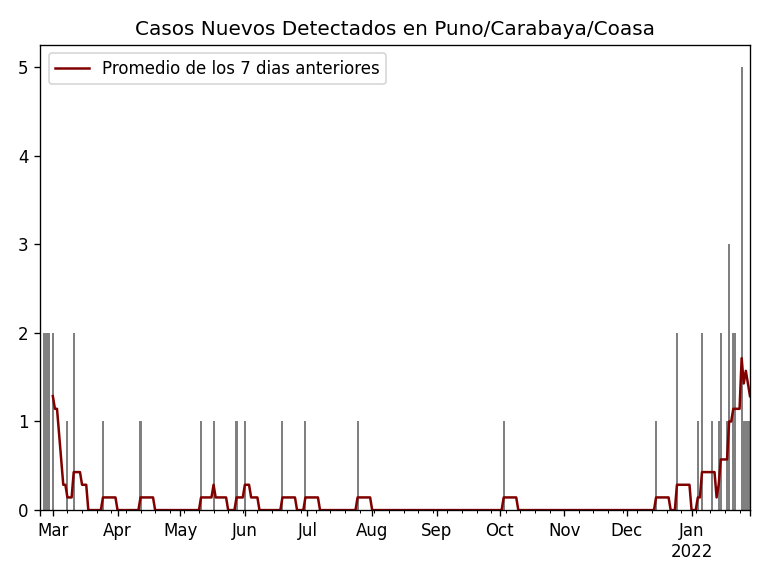 Casos Nuevos Detectados en Puno/Carabaya/Coasa
Promedio de los 7 dias anteriores
5
4
3
2
1
0
Mar Apr May Jun Jul Aug Sep Oct Nov Dec Jan
2022